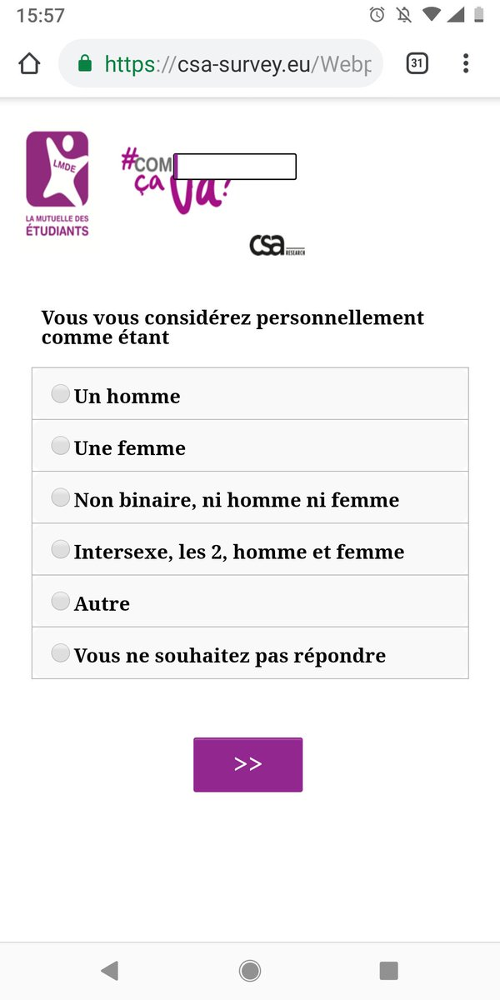 15:57
https://csa-survey.eu/Webp
31
LMDE
LA MUTUELLE DES
ÉTUDIANTS
#COM
ça va?
csa
RESEARCH
Vous vous considérez personnellement
comme étant
Un homme
Une femme
Non binaire, ni homme ni femme
Intersexe, les 2, homme et femme
Autre
Vous ne souhaitez pas répondre
>>